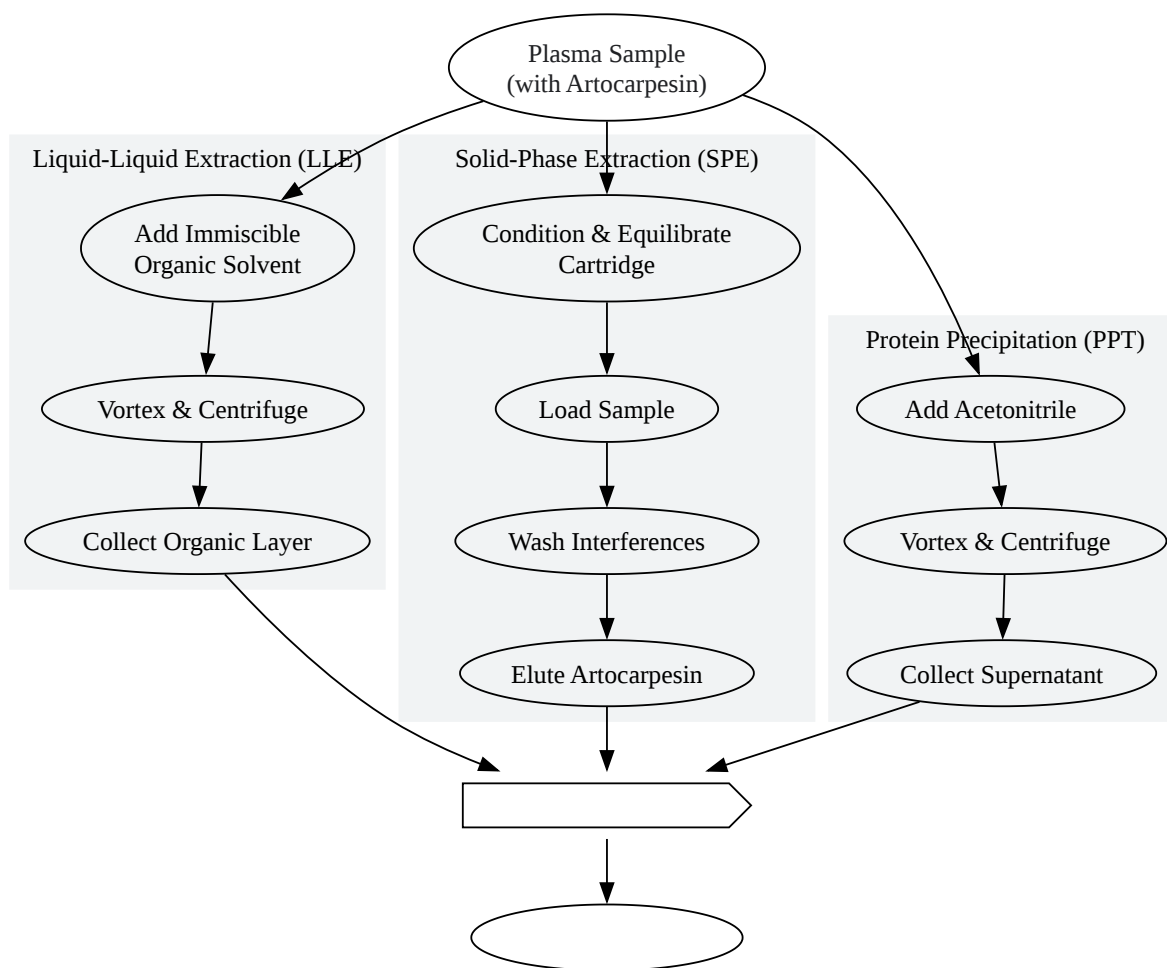 Plasma Sample
(with Artocarpesin)
Liquid-Liquid Extraction (LLE)
Add Immiscible
Organic Solvent
Vortex & Centrifuge
Collect Organic Layer
Solid-Phase Extraction (SPE)
Condition & Equilibrate
Cartridge
Load Sample
Wash Interferences
Elute Artocarpesin
Protein Precipitation (PPT)
Add Acetonitrile
Vortex & Centrifuge
Collect Supernatant